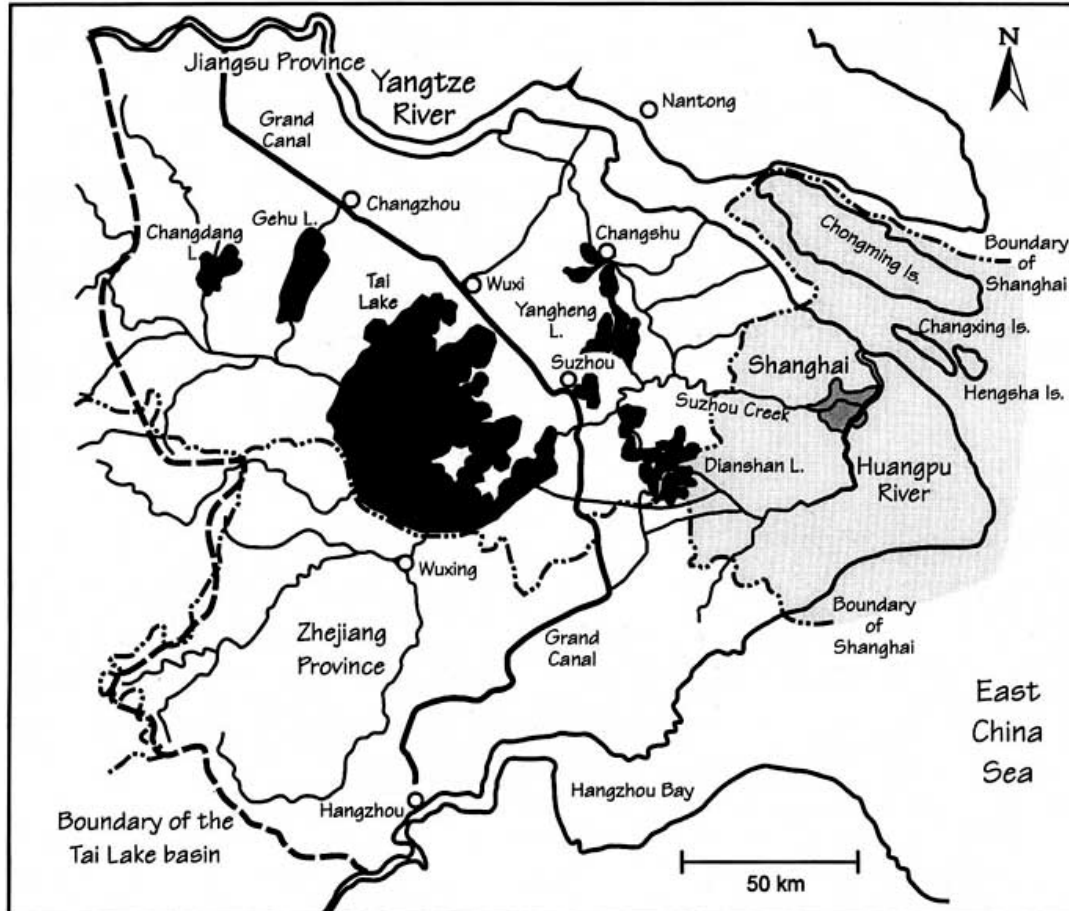 N
Jiangsu Province
Yangtze
River
Nantong
Grand
Canal
Changzhou
Gehu L.
Changdang
L.
Changshu
Chongming Is.
Boundary
of
Shanghai
Tai
Lake
Wuxi
Yangheng
L.
Changxing Is.
Shanghai
Suzhou
Hengsha Is.
Suzhou Creek
Dianshan L.
Huangpu
River
Wuxing
Zhejiang
Province
Grand
Canal
Boundary
of
Shanghai
East
China
Sea
Hangzhou
Hangzhou Bay
Boundary of the
Tai Lake basin
50 km